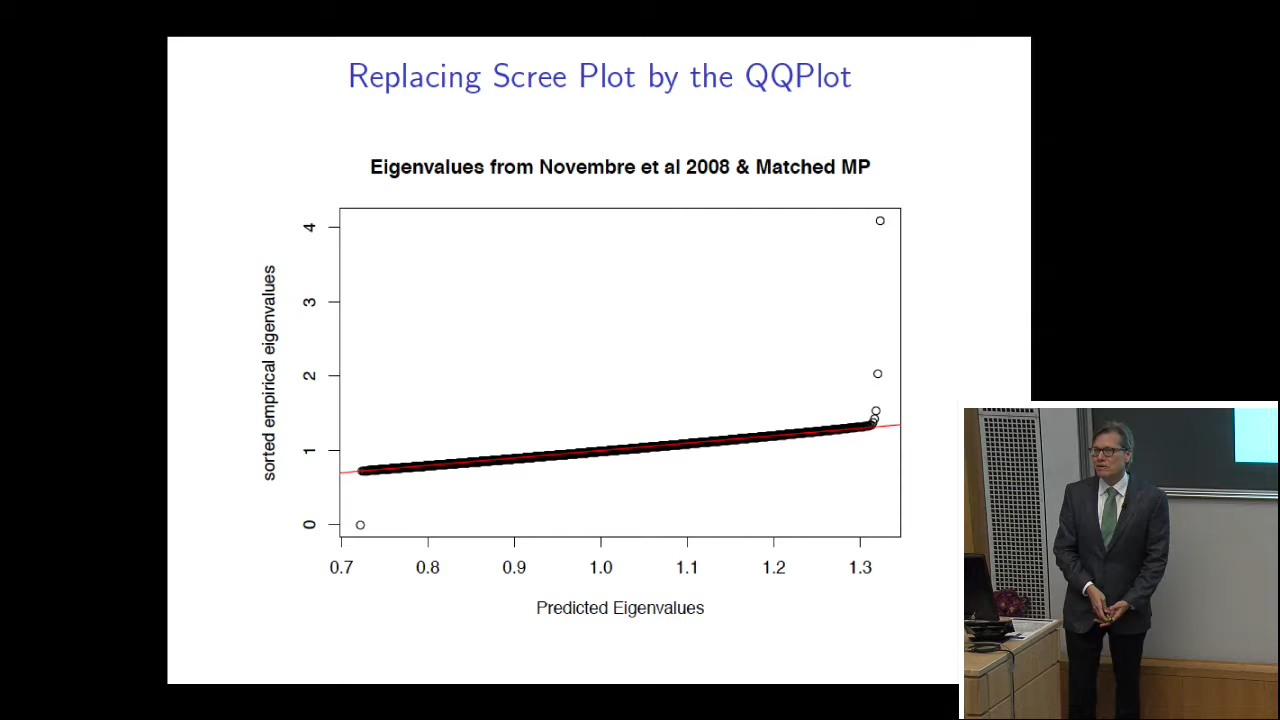 Replacing Scree Plot by the QQPlot
Eigenvalues from Novembre et al 2008 & Matched MP
sorted empirical eigenvalues
4
3
2
1
0
0.7 0.8 0.9 1.0 1.1 1.2 1.3
Predicted Eigenvalues